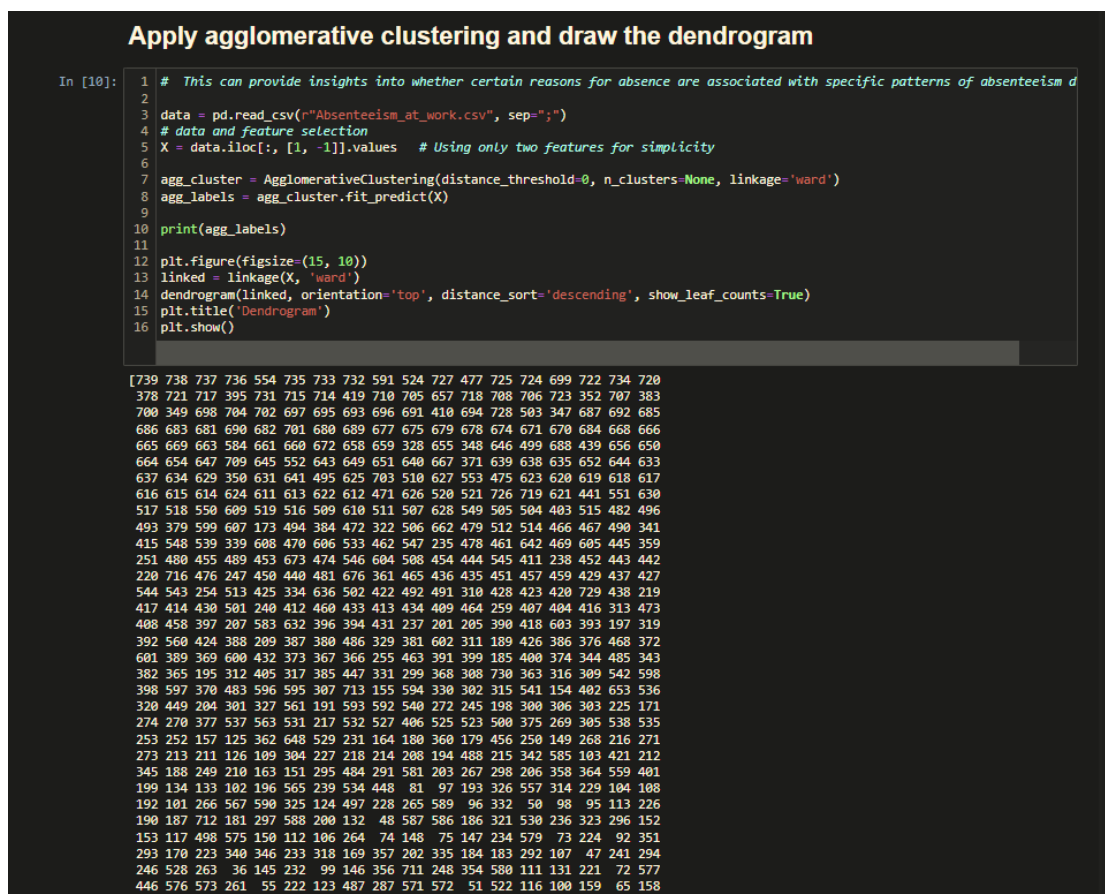 Apply agglomerative clustering and draw the dendrogram
In [10]:
1 # This can provide insights into whether certain reasons for absence are associated with specific patterns of absenteeism d
2
3 data = pd.read_csv(r"Absenteeism_at_work.csv", sep=";")
4 # data and feature selection
5 X = data.iloc[:, [1, -1]].values   # Using only two features for simplicity
6
7 agg_cluster = AgglomerativeClustering(distance_threshold=0, n_clusters=None, linkage='ward')
8 agg_labels = agg_cluster.fit_predict(X)
9
10 print(agg_labels)
11
12 plt.figure(figsize=(15, 10))
13 linked = linkage(X, 'ward')
14 dendrogram(linked, orientation='top', distance_sort='descending', show_leaf_counts=True)
15 plt.title('Dendrogram')
16 plt.show()
[739 738 737 736 554 735 733 732 591 524 727 477 725 724 699 722 734 720
378 721 717 395 731 715 714 419 710 705 657 718 708 706 723 352 707 383
700 349 698 704 702 697 695 693 696 691 410 694 728 503 347 687 692 685
686 683 681 690 682 701 680 689 677 675 679 678 674 671 670 684 668 666
665 669 663 584 661 660 672 658 659 328 655 348 646 499 688 439 656 650
664 654 647 709 645 552 643 649 651 640 667 371 639 638 635 652 644 633
637 634 629 350 631 641 495 625 703 510 627 553 475 623 620 619 618 617
616 615 614 624 611 613 622 612 471 626 520 521 726 719 621 441 551 630
517 518 550 609 519 516 509 610 511 507 628 549 505 504 403 515 482 496
493 379 599 607 173 494 384 472 322 506 662 479 512 514 466 467 490 341
415 548 539 339 608 470 606 533 462 547 235 478 461 642 469 605 445 359
251 480 455 489 453 673 474 546 604 508 454 444 545 411 238 452 443 442
220 716 476 247 450 440 481 676 361 465 436 435 451 457 459 429 437 427
544 543 254 513 425 334 636 502 422 492 491 310 428 423 420 729 438 219
417 414 430 501 240 412 460 433 413 434 409 464 259 407 404 416 313 473
408 458 397 207 583 632 396 394 431 237 201 205 390 418 603 393 197 319
392 560 424 388 209 387 380 486 329 381 602 311 189 426 386 376 468 372
601 389 369 600 432 373 367 366 255 463 391 399 185 400 374 344 485 343
382 365 195 312 405 317 385 447 331 299 368 308 730 363 316 309 542 598
398 597 370 483 596 595 307 713 155 594 330 302 315 541 154 402 653 536
320 449 204 301 327 561 191 593 592 540 272 245 198 300 306 303 225 171
274 270 377 537 563 531 217 532 527 406 525 523 500 375 269 305 538 535
253 252 157 125 362 648 529 231 164 180 360 179 456 250 149 268 216 271
273 213 211 126 109 304 227 218 214 208 194 488 215 342 585 103 421 212
345 188 249 210 163 151 295 484 291 581 203 267 298 206 358 364 559 401
199 134 133 102 196 565 239 534 448  81  97 193 326 557 314 229 104 108
192 101 266 567 590 325 124 497 228 265 589  96 332  50  98  95 113 226
190 187 712 181 297 588 200 132  48 587 586 186 321 530 236 323 296 152
153 117 498 575 150 112 106 264  74 148  75 147 234 579  73 224  92 351
293 170 223 340 346 233 318 169 357 202 335 184 183 292 107  47 241 294
246 528 263  36 145 232  99 146 356 711 248 354 580 111 131 221  72 577
446 576 573 261  55 222 123 487 287 571 572  51 522 116 100 159  65 158